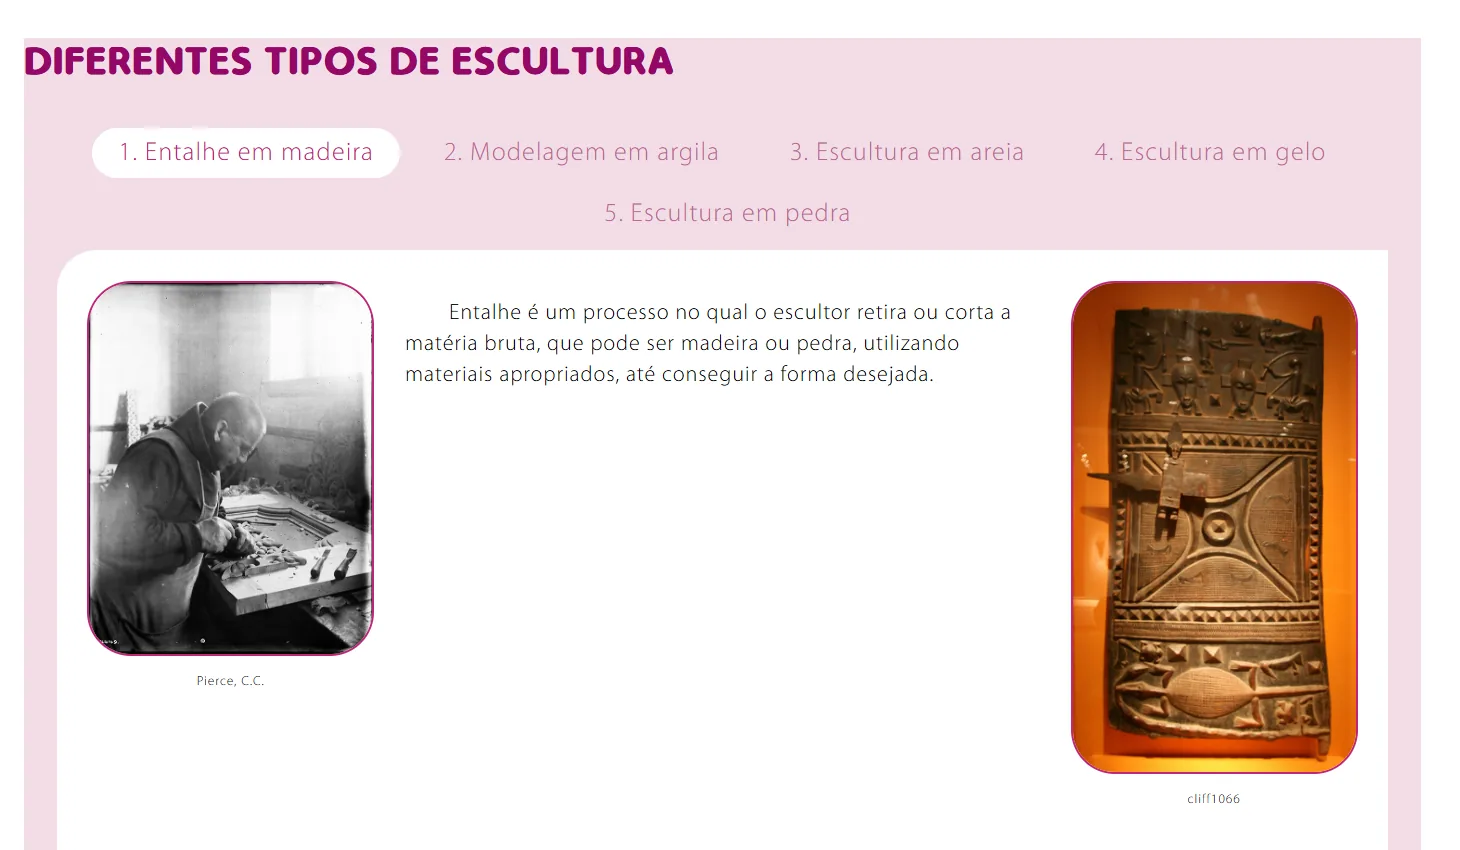 DIFERENTES TIPOS DE ESCULTURA
1. Entalhe em madeira
2. Modelagem em argila
3. Escultura em areia
4. Escultura em gelo
5. Escultura em pedra
Entalhe é um processo no qual o escultor retira ou corta a
matéria bruta, que pode ser madeira ou pedra, utilizando
materiais apropriados, até conseguir a forma desejada.
Pierce, C.C.
cliff1066